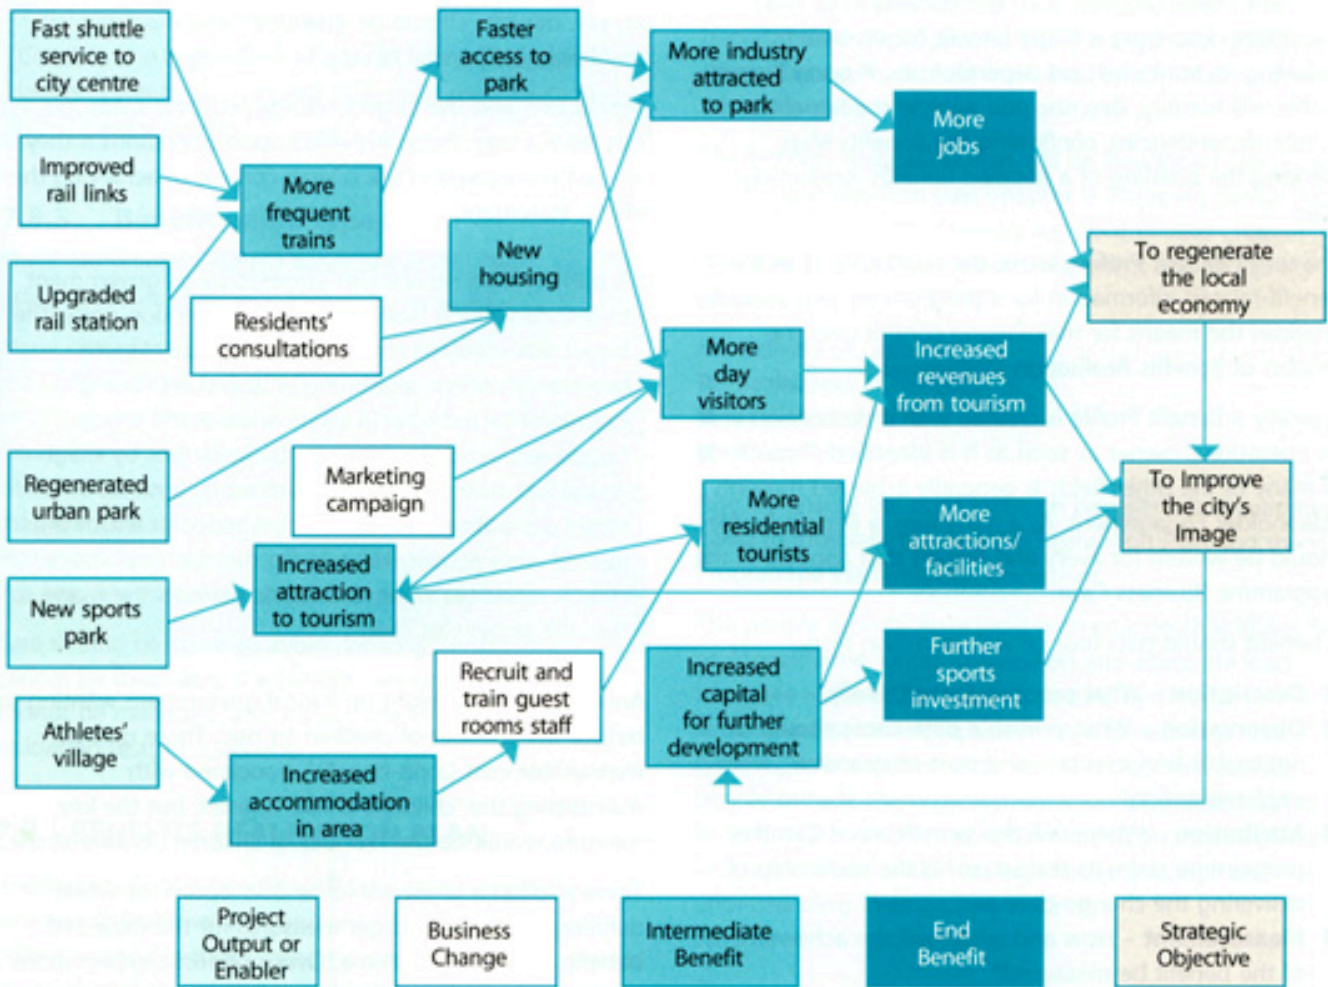 Fast shuttle
service to
city centre
Improved
rail links
Upgraded
rail station
Regenerated
urban park
New sports
park
Athletes'
village
More
frequent
trains
Residents'
consultations
Marketing
campaign
Increased
attraction
to tourism
Increased
accommodation
in area
Faster
access to
park
New
housing
Recruit and
train guest
rooms staff
More industry
attracted
to park
More
day
visitors
More
residential
tourists
Increased
capital
for further
development
More
jobs
Increased
revenues
from tourism
More
attractions/
facilities
Further
sports
investment
To regenerate
the local
economy
To Improve
the city's
Image
Project
Output or
Enabler
Business
Change
Intermediate
Benefit
End
Benefit
Strategic
Objective